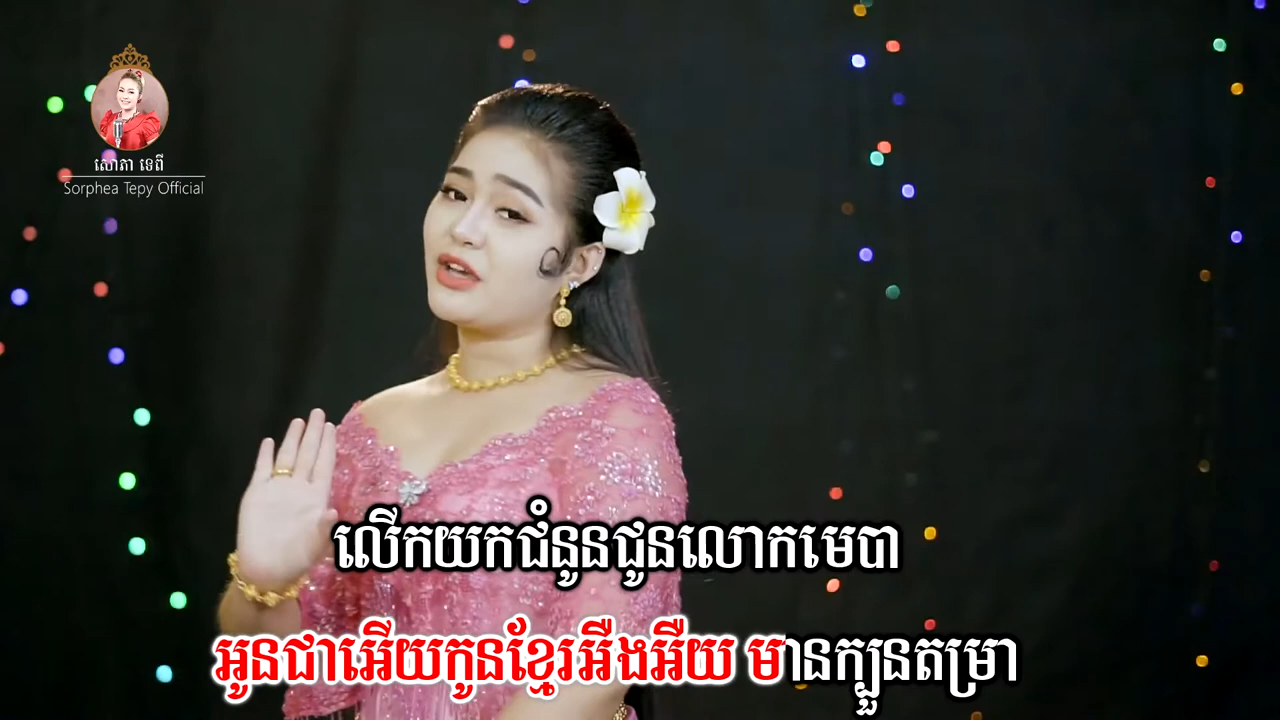 សោភា ទេពី
Sorphea Tepy Official
លើកយកជំនូនជូនលោកមេបា
អូនជាអើយកូនខ្មែរអឺងអឺយ មានក្បួនតម្រា